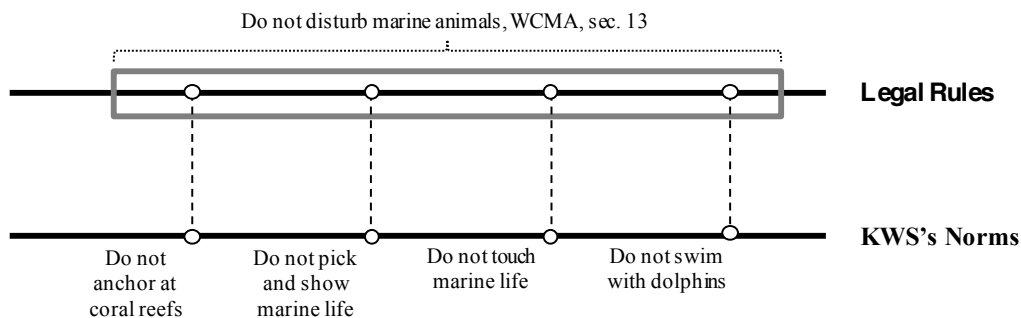 Do not disturb marine animals, WCMA, sec. 13
Legal Rules
KWS's Norms
Do not
anchor at
coral reefs
Do not pick
and show
marine life
Do not touch
marine life
Do not swim
with dolphins